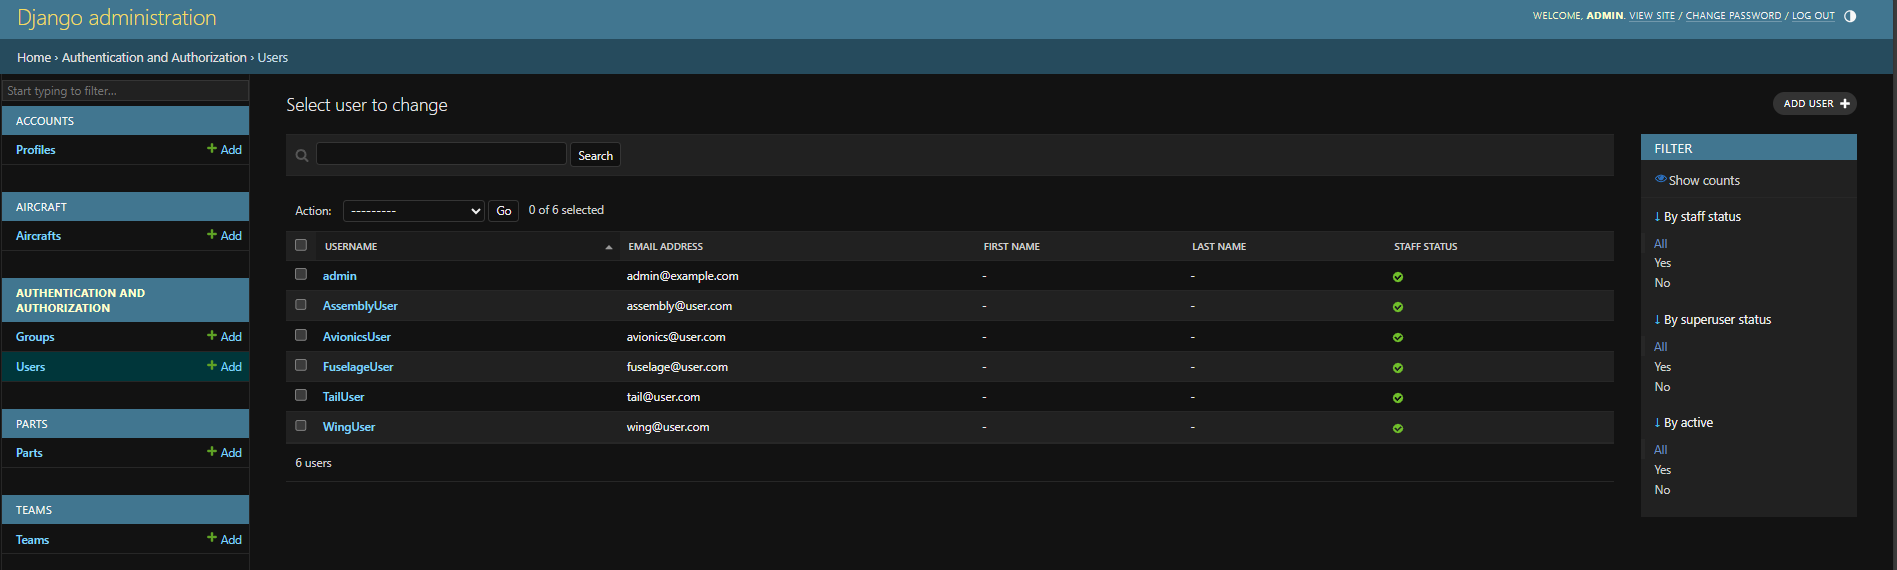 Django administration
WELCOME, ADMIN. VIEW SITE / CHANGE PASSWORD / LOG OUT
Home › Authentication and Authorization › Users
Start typing to filter...
ACCOUNTS
Profiles + Add
AIRCRAFT
Aircrafts + Add
AUTHENTICATION AND
AUTHORIZATION
Groups + Add
Users + Add
PARTS
Parts + Add
TEAMS
Teams + Add
Select user to change
ADD USER +
Search
Action: --------- Go 0 of 6 selected
USERNAME EMAIL ADDRESS FIRST NAME LAST NAME STAFF STATUS
admin admin@example.com - -
AssemblyUser assembly@user.com - -
AvionicsUser avionics@user.com - -
FuselageUser fuselage@user.com - -
TailUser tail@user.com - -
WingUser wing@user.com - -
6 users
FILTER
Show counts
↓ By staff status
All
Yes
No
↓ By superuser status
All
Yes
No
↓ By active
All
Yes
No